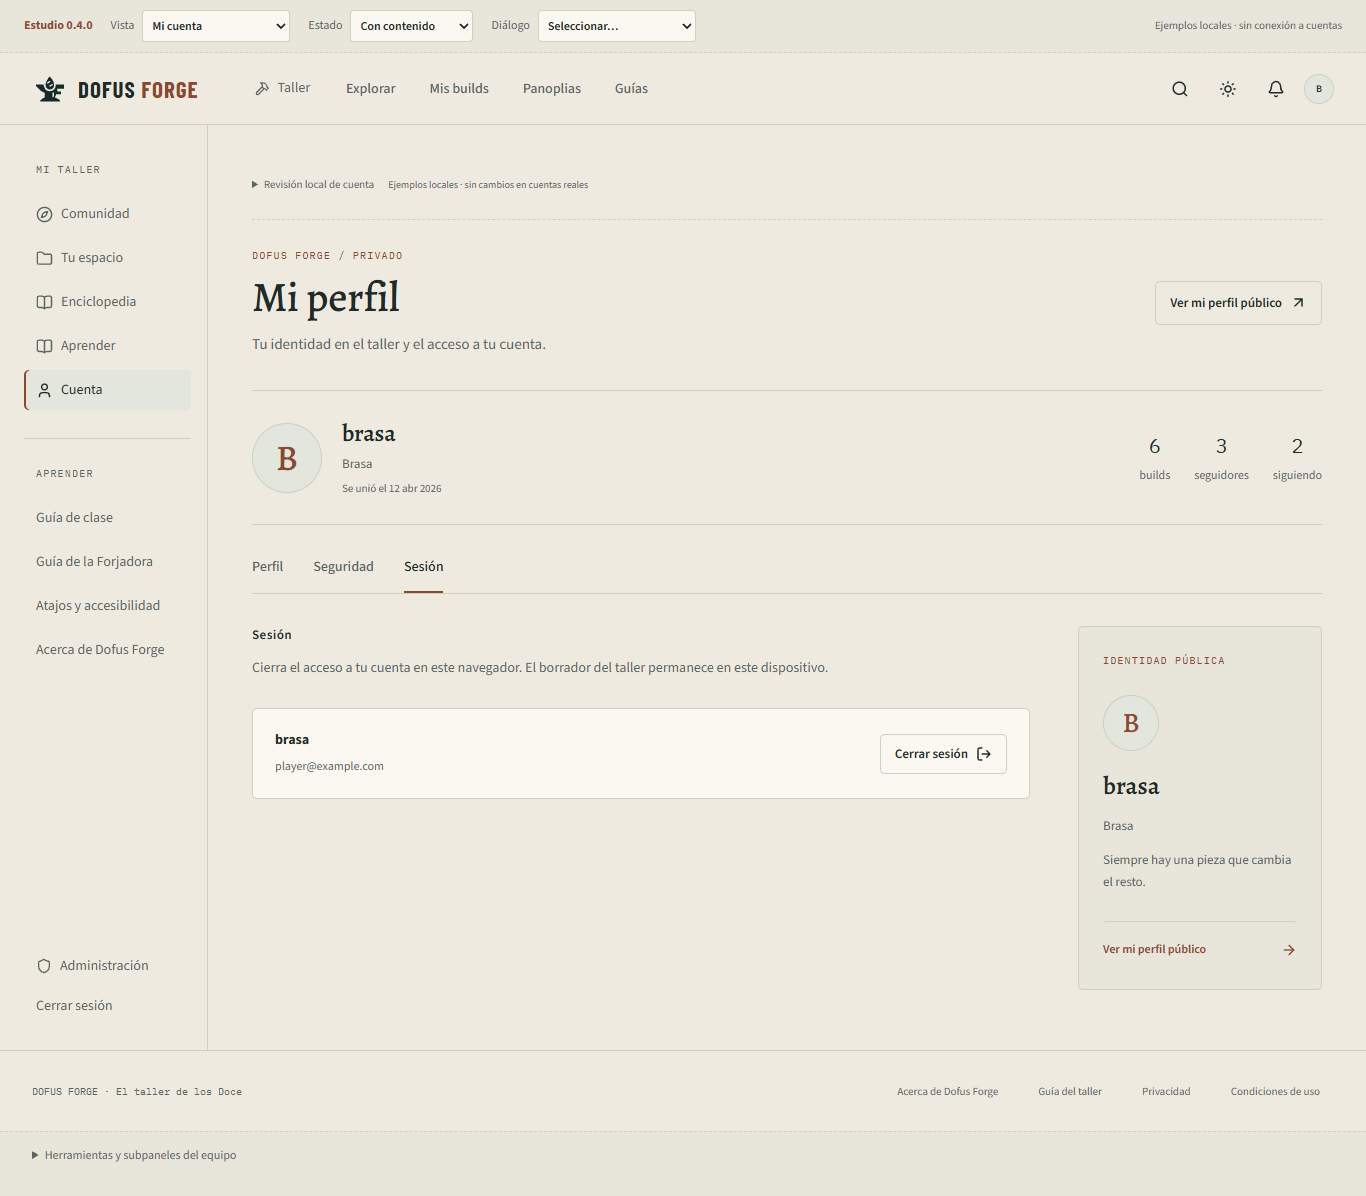 Estudio 0.4.0 Vista Mi cuenta Estado Con contenido Diálogo Seleccionar... Ejemplos locales · sin conexión a cuentas
DOFUS FORGE Taller Explorar Mis builds Panoplias Guías B
MI TALLER
Comunidad
Tu espacio
Enciclopedia
Aprender
Cuenta
APRENDER
Guía de clase
Guía de la Forjadora
Atajos y accesibilidad
Acerca de Dofus Forge
Administración
Cerrar sesión
Revisión local de cuenta Ejemplos locales · sin cambios en cuentas reales
DOFUS FORGE / PRIVADO
Mi perfil
Tu identidad en el taller y el acceso a tu cuenta.
Ver mi perfil público
B
brasa
Brasa
Se unió el 12 abr 2026
6 3 2
builds seguidores siguiendo
Perfil Seguridad Sesión
Sesión
Cierra el acceso a tu cuenta en este navegador. El borrador del taller permanece en este dispositivo.
brasa
player@example.com
Cerrar sesión
IDENTIDAD PÚBLICA
B
brasa
Brasa
Siempre hay una pieza que cambia
el resto.
Ver mi perfil público
DOFUS FORGE · El taller de los Doce Acerca de Dofus Forge Guía del taller Privacidad Condiciones de uso
Herramientas y subpaneles del equipo